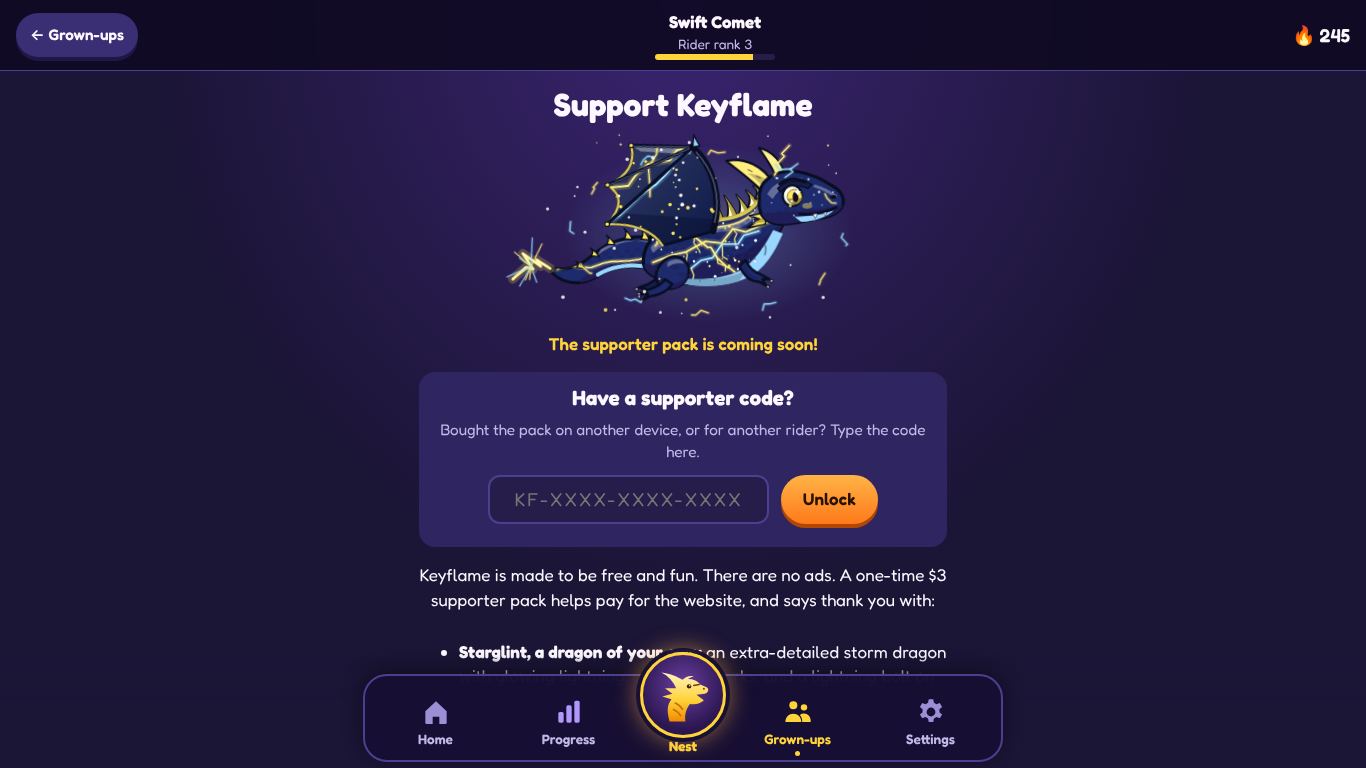 ← Grown-ups
Swift Comet
Rider rank 3
245
Support Keyflame
The supporter pack is coming soon!
Have a supporter code?
Bought the pack on another device, or for another rider? Type the code
here.
KF-XXXX-XXXX-XXXX
Unlock
Keyflame is made to be free and fun. There are no ads. A one-time $3
supporter pack helps pay for the website, and says thank you with:
• Starglint, a dragon of your an extra-detailed storm dragon
Home
Progress
Nest
Grown-ups
Settings